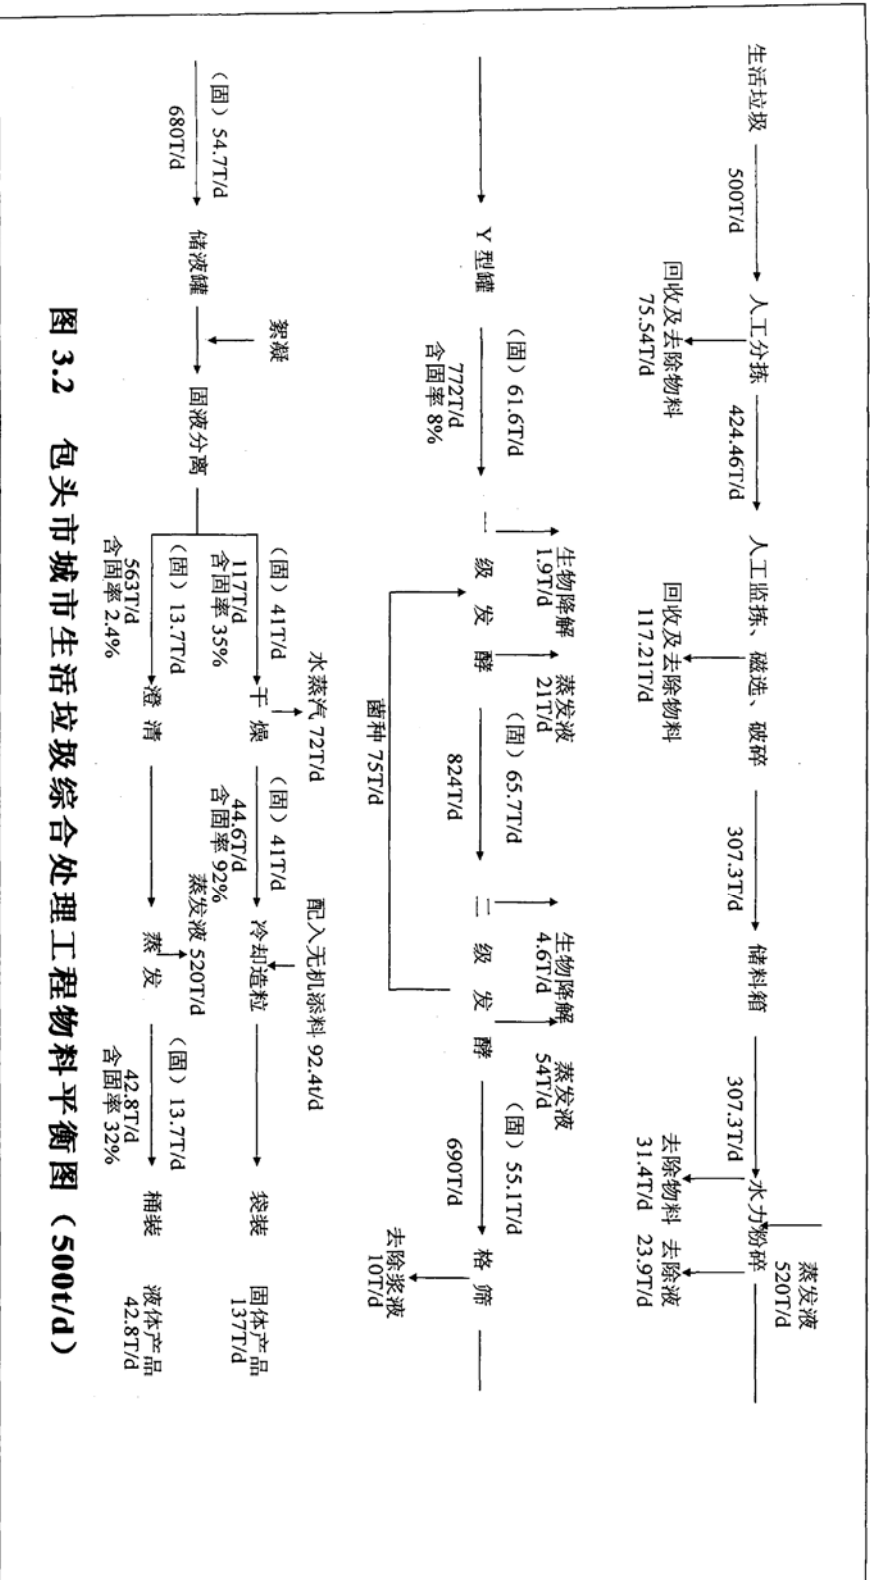 生活垃圾
500T/d
人工分拣
回收及去除物料
75.54T/d
424.46T/d
人工监拣、磁选、破碎
回收及去除物料
117.21T/d
307.3T/d
储料箱
307.3T/d
水力粉碎
蒸发液
520T/d
去除物料
31.4T/d
去除液
23.9T/d
Y型罐
(固) 61.6T/d
772T/d
含固率 8%
一级发酵
生物降解
1.9T/d
蒸发液
21T/d
(固) 65.7T/d
824T/d
菌种 75T/d
二级发酵
生物降解
4.6T/d
蒸发液
54T/d
(固) 55.1T/d
690T/d
格筛
去除浆液
10T/d
(固) 54.7T/d
680T/d
储液罐
絮凝
固液分离
(固) 41T/d
117T/d
含固率 35%
干燥
水蒸汽 72T/d
(固) 41T/d
44.6T/d
含固率 92%
配入无机添料 92.4t/d
冷却造粒
袋装
固体产品
137T/d
(固) 13.7T/d
563T/d
含固率 2.4%
澄清
蒸发液 520T/d
蒸发
(固) 13.7T/d
42.8T/d
含固率 32%
桶装
液体产品
42.8T/d
图 3.2 包头市城市生活垃圾综合处理工程物料平衡图(500t/d)